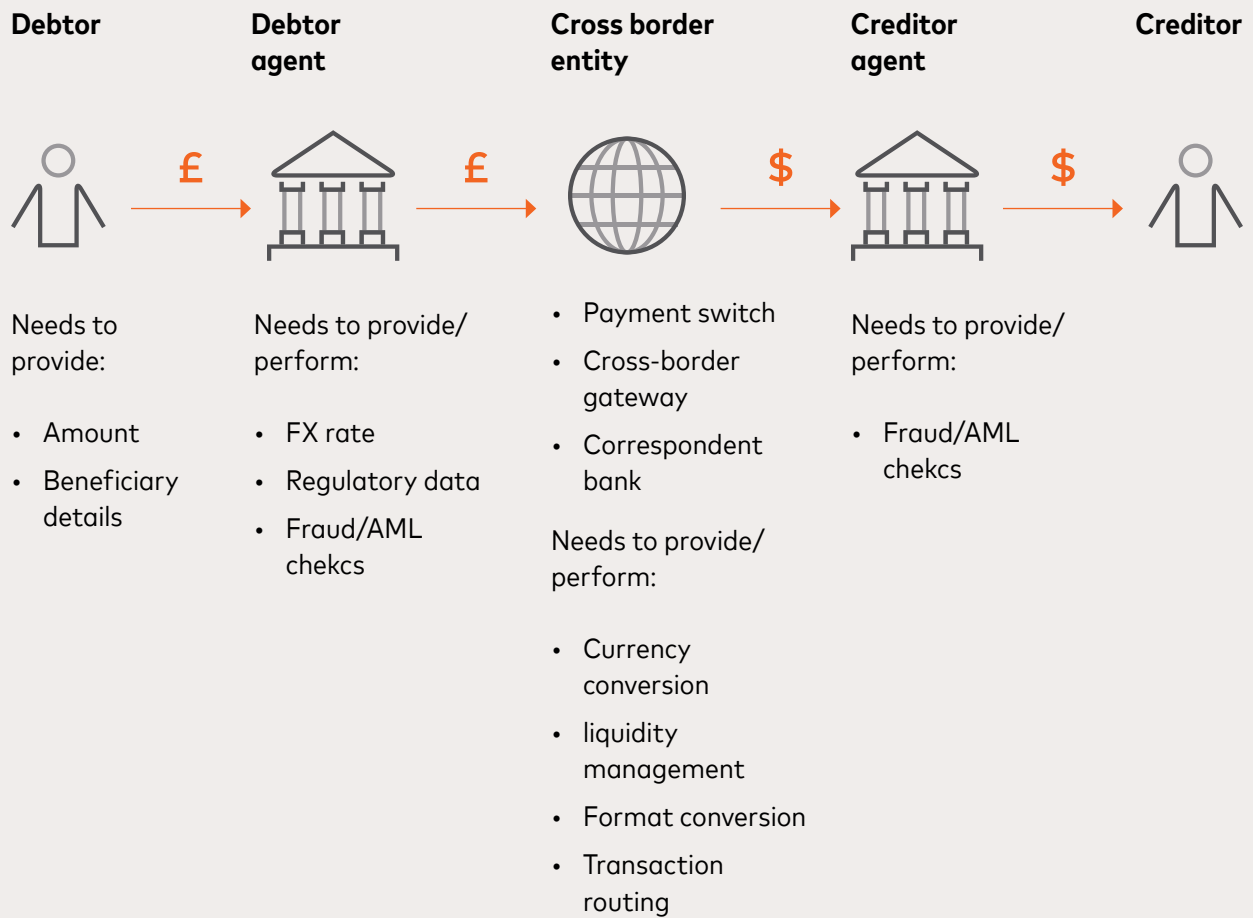 Debtor
Debtor
agent
Cross border
entity
Creditor
agent
Creditor
£
£
$
$
Needs to
provide:
• Amount
• Beneficiary
details
Needs to provide/
perform:
• FX rate
• Regulatory data
• Fraud/AML
chekcs
• Payment switch
• Cross-border
gateway
• Correspondent
bank
Needs to provide/
perform:
• Currency
conversion
• liquidity
management
• Format conversion
• Transaction
routing
Needs to provide/
perform:
• Fraud/AML
chekcs